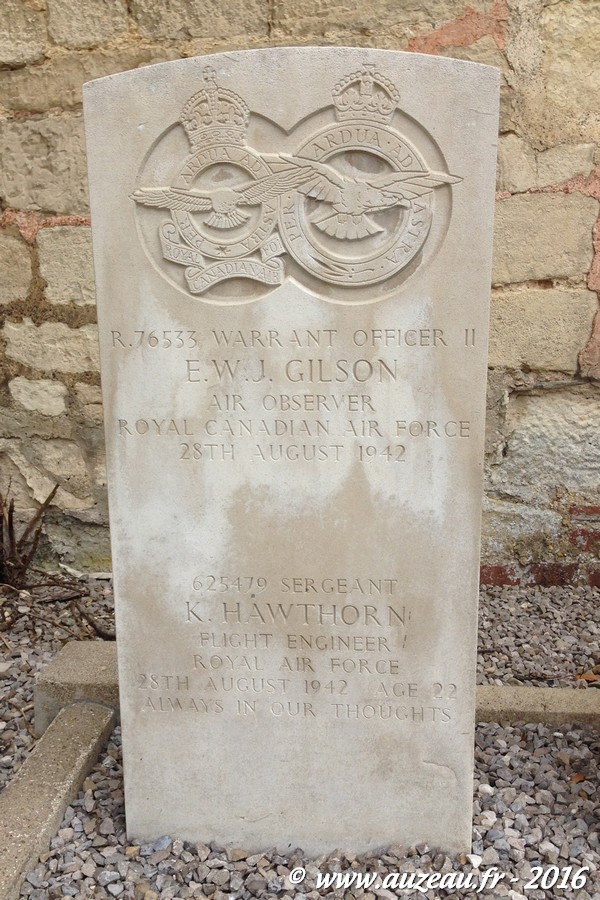 PER ARDUA AD ASTRA
ROYAL CANADIAN AIR FORCE
PER ARDUA AD ASTRA
R.76533 WARRANT OFFICER II
E.W.J. GILSON
AIR OBSERVER
ROYAL CANADIAN AIR FORCE
28TH AUGUST 1942
625479 SERGEANT
K. HAWTHORN
FLIGHT ENGINEER
ROYAL AIR FORCE
28TH AUGUST 1942 AGE 22
ALWAYS IN OUR THOUGHTS
© www.auzeau.fr - 2016